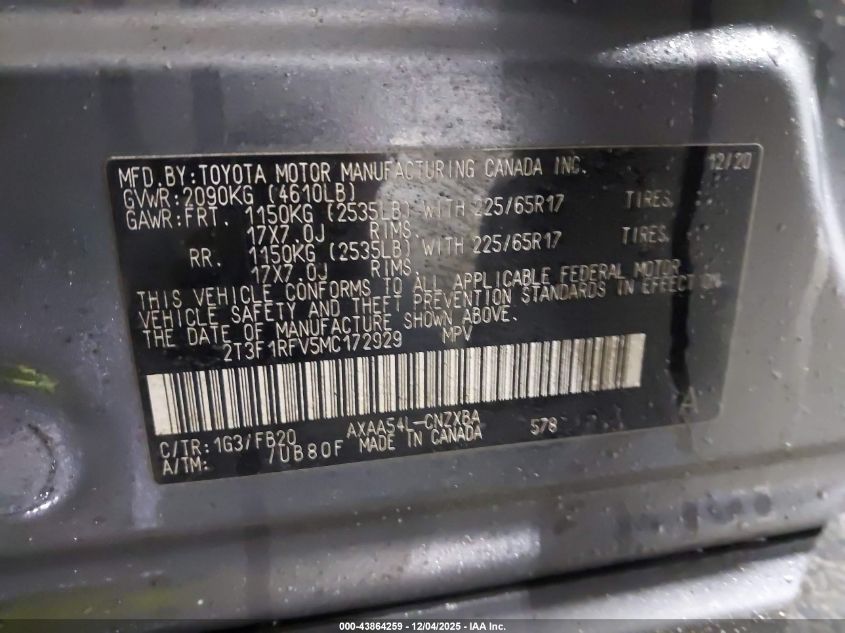 MFD.BY:TOYOTA MOTOR MANUFACTURING CANADA INC. 12/20
GVWR:2090KG (4610LB)
GAWR:FRT. 1150KG (2535LB) WITH 225/65R17 TIRES,
17X7.0J RIMS,
RR. 1150KG (2535LB) WITH 225/65R17 TIRES,
17X7.0J RIMS.
THIS VEHICLE CONFORMS TO ALL APPLICABLE FEDERAL MOTOR
VEHICLE SAFETY AND THEFT PREVENTION STANDARDS IN EFFECT ON
THE DATE OF MANUFACTURE SHOWN ABOVE.
2T3F1RFV5MC172929 MPV
A
C/TR:1G3/FB20 AXAA54L-CNZXBA 578
A/TM: /UB80F MADE IN CANADA
000-43864259 - 12/04/2025 - IAA Inc.